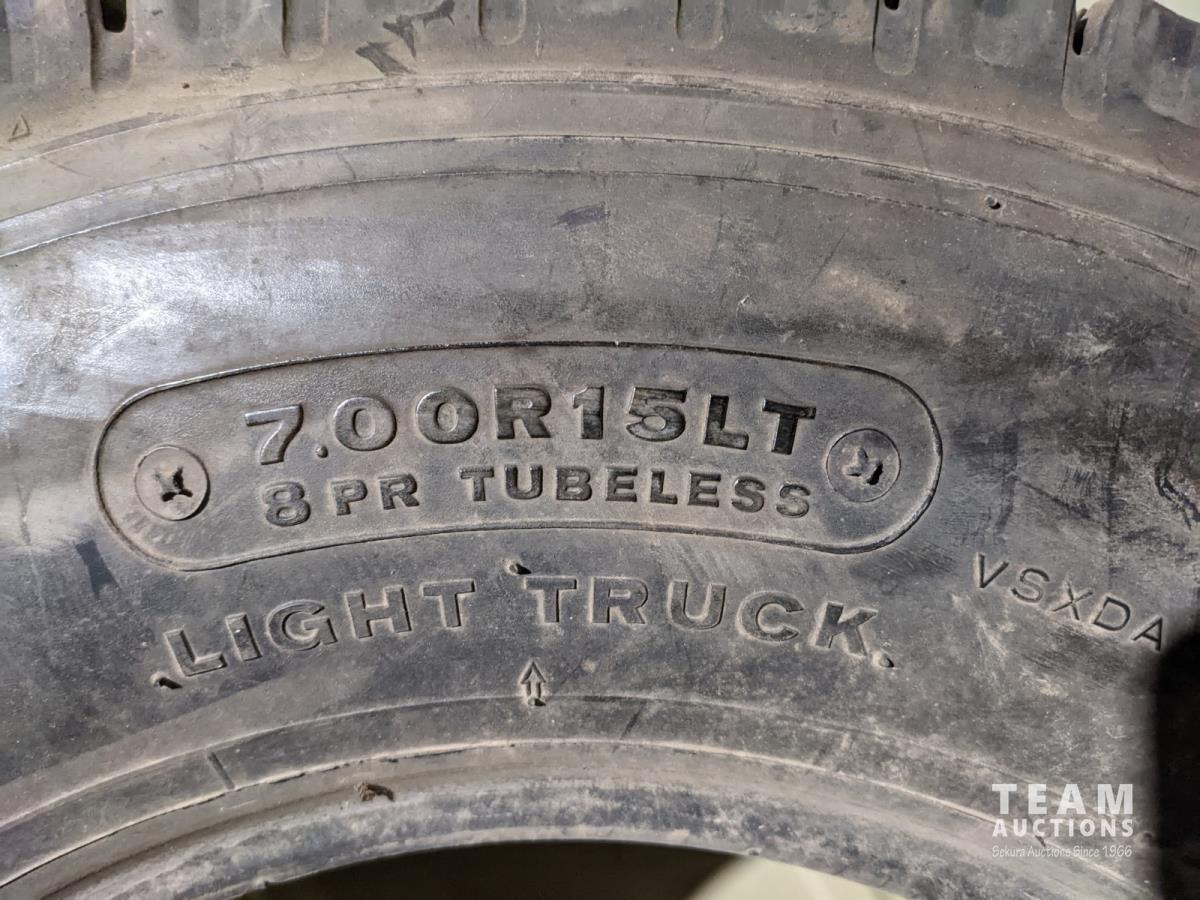 7.00R15LT
8PR TUBELESS
LIGHT TRUCK.
VSXDA
TEAM
AUCTIONS
Sekura Auctions Since 1966